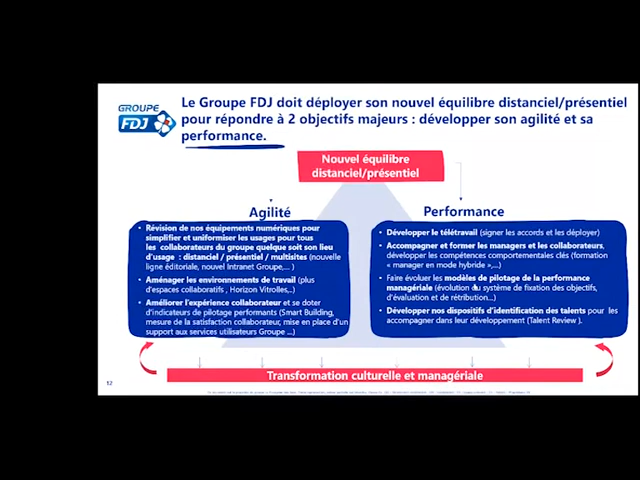 GROUPE
FDJ
Le Groupe FDJ doit déployer son nouvel équilibre distanciel/présentiel
pour répondre à 2 objectifs majeurs : développer son agilité et sa
performance.
Nouvel équilibre
distanciel/présentiel
Agilité
• Révision de nos équipements numériques pour
simplifier et uniformiser les usages pour tous
les collaborateurs du groupe quelque soit son lieu
d'usage : distanciel / présentiel / multisites (nouvelle
ligne éditoriale, nouvel Intranet Groupe,... )
• Aménager les environnements de travail (plus
d'espaces collaboratifs , Horizon Vitrolles,..)
• Améliorer l'expérience collaborateur et se doter
d'indicateurs de pilotage performants (Smart Building,
mesure de la satisfaction collaborateur, mise en place d'un
support aux services utilisateurs Groupe ...)
Performance
• Développer le télétravail (signer les accords et les déployer)
• Accompagner et former les managers et les collaborateurs,
développer les compétences comportementales clés (formation
« manager en mode hybride »,...)
• Faire évoluer les modèles de pilotage de la performance
managériale (évolution du système de fixation des objectifs,
d'évaluation et de rétribution...)
• Développer nos dispositifs d'identification des talents pour les
accompagner dans leur développement (Talent Review ).
Transformation culturelle et managériale
12